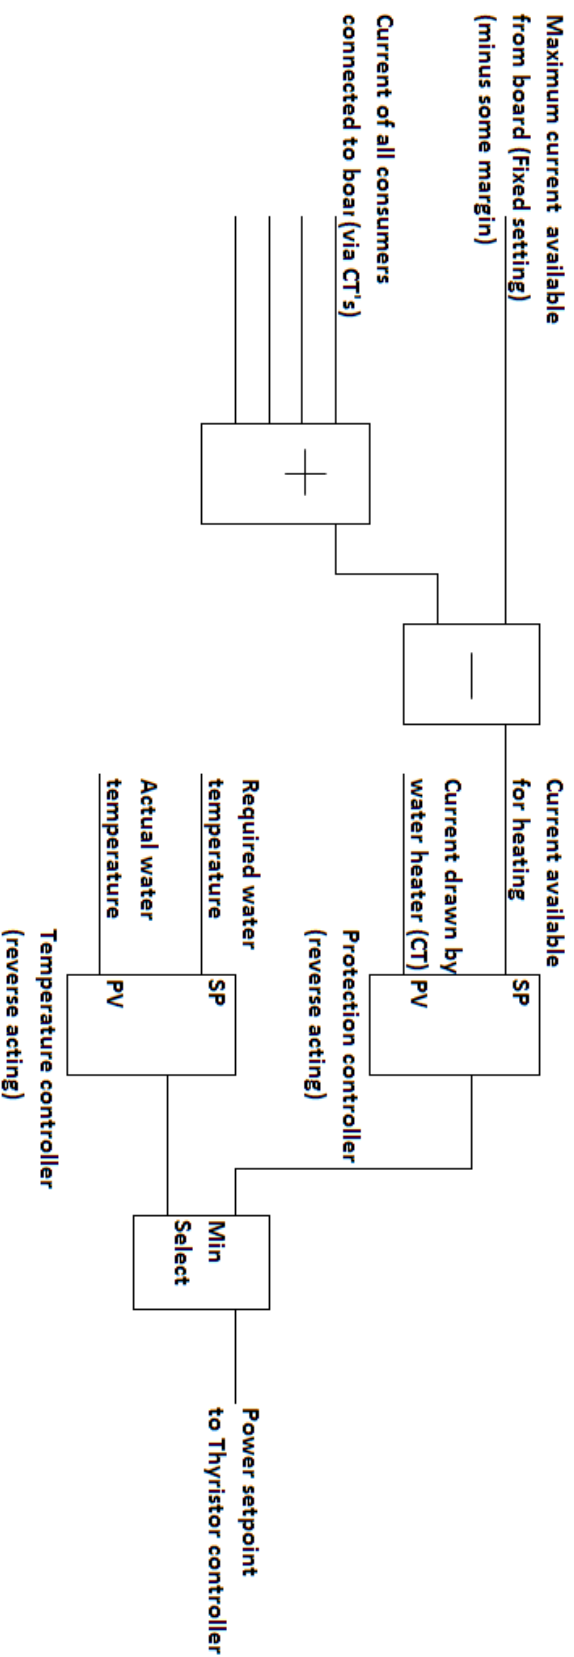 Maximum current available
from board (Fixed setting)
(minus some margin)
Current of all consumers
connected to boar(via CT's)
Current available
for heating
Current drawn by
water heater (CT)
SP
PV
Protection controller
(reverse acting)
Required water
temperature
Actual water
temperature
SP
PV
Temperature controller
(reverse acting)
Min
Select
Power setpoint
to Thyristor controller